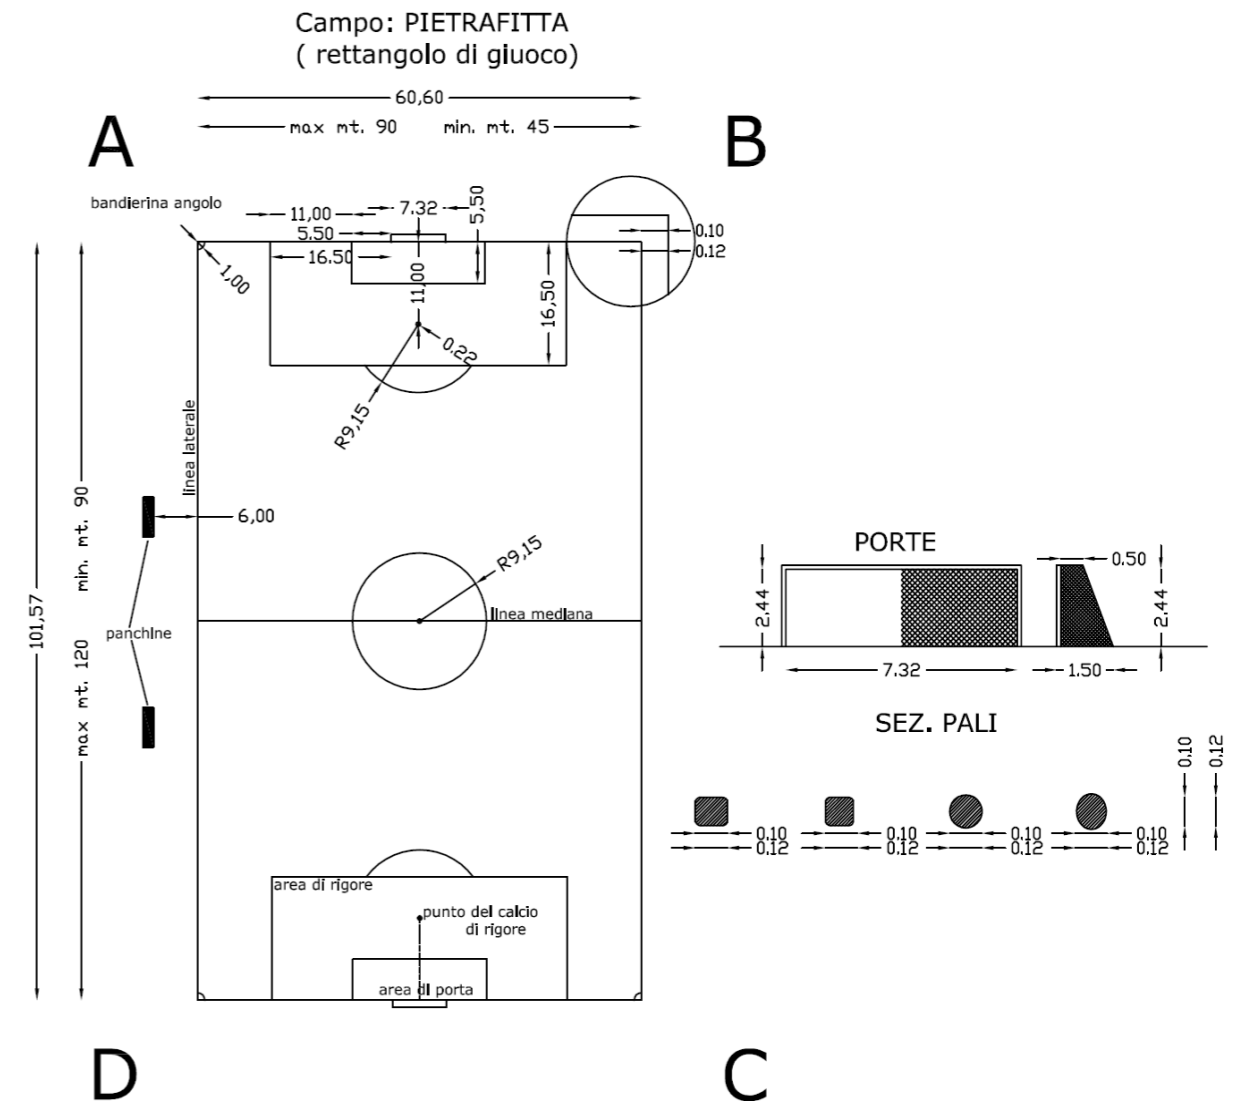 Campo: PIETRAFITTA
( rettangolo di giuoco)
60,60
max mt. 90 min. mt. 45
A
B
bandierina angolo
11,00
7.32
5,50
5.50
16.50
1,00
11,00
16,50
0.10
0.12
0.22
R9,15
linea laterale
6,00
R9,15
linea mediana
panchine
101,57
max mt. 120 min. mt. 90
area di rigore
punto del calcio
di rigore
area di porta
PORTE
0.50
2.44
2.44
7.32
1.50
SEZ. PALI
0.10
0.12
0.10
0.10
0.10
0.10
0.12
0.12
0.12
0.12
D
C